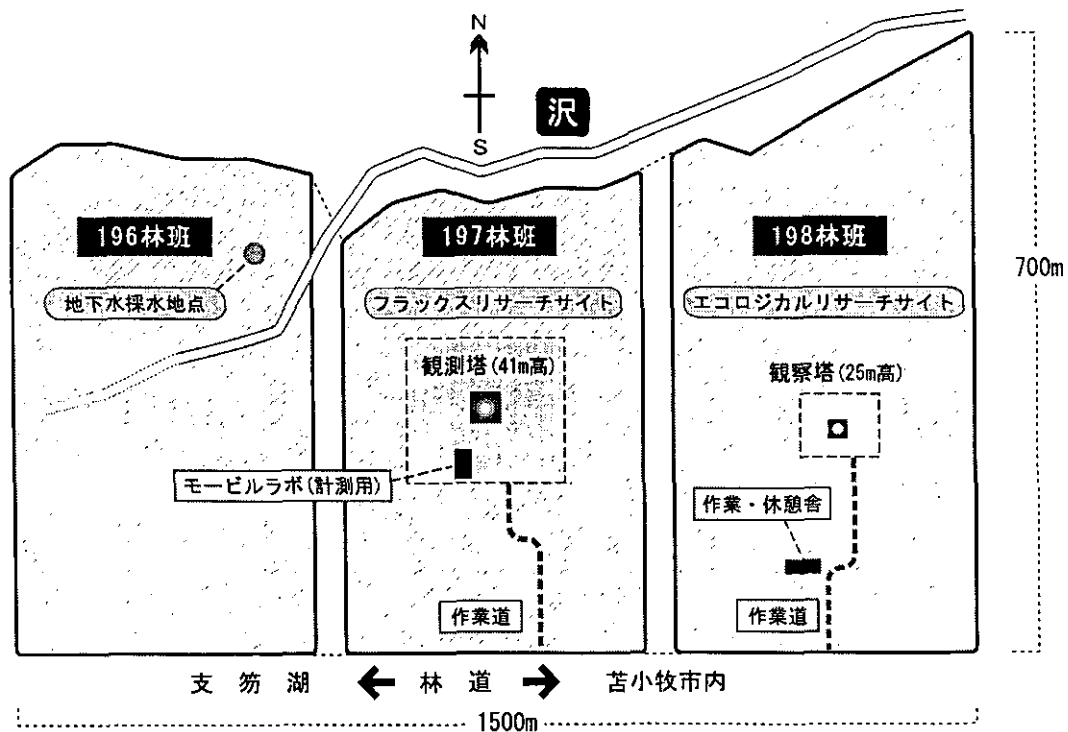 N
S
沢
196林班
197林班
198林班
700m
地下水採水地点
フラックスリサーチサイト
エコロジカルリサーチサイト
観測塔(41m高)
観察塔(25m高)
モービルラボ(計測用)
作業・休憩舎
作業道
作業道
支笏湖 ← 林道 → 苫小牧市内
1500m